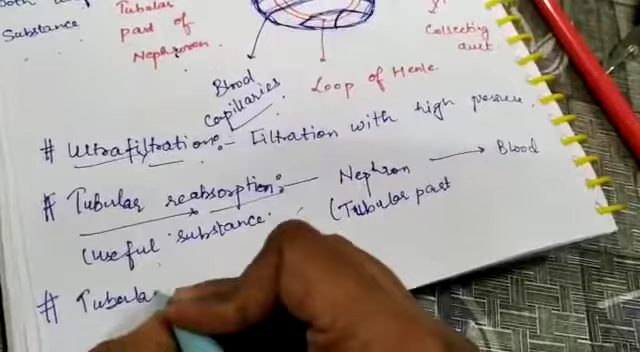 Substance
Tubular
part of
Nephroron
Collecting
duct
Blood
capillaries
Loop of Henle.
# Ultrafiltration:- Filtration with high pressure.
# Tubular reabsorption:- Nephron → Blood
(useful substance. (Tubular part
# Tubular